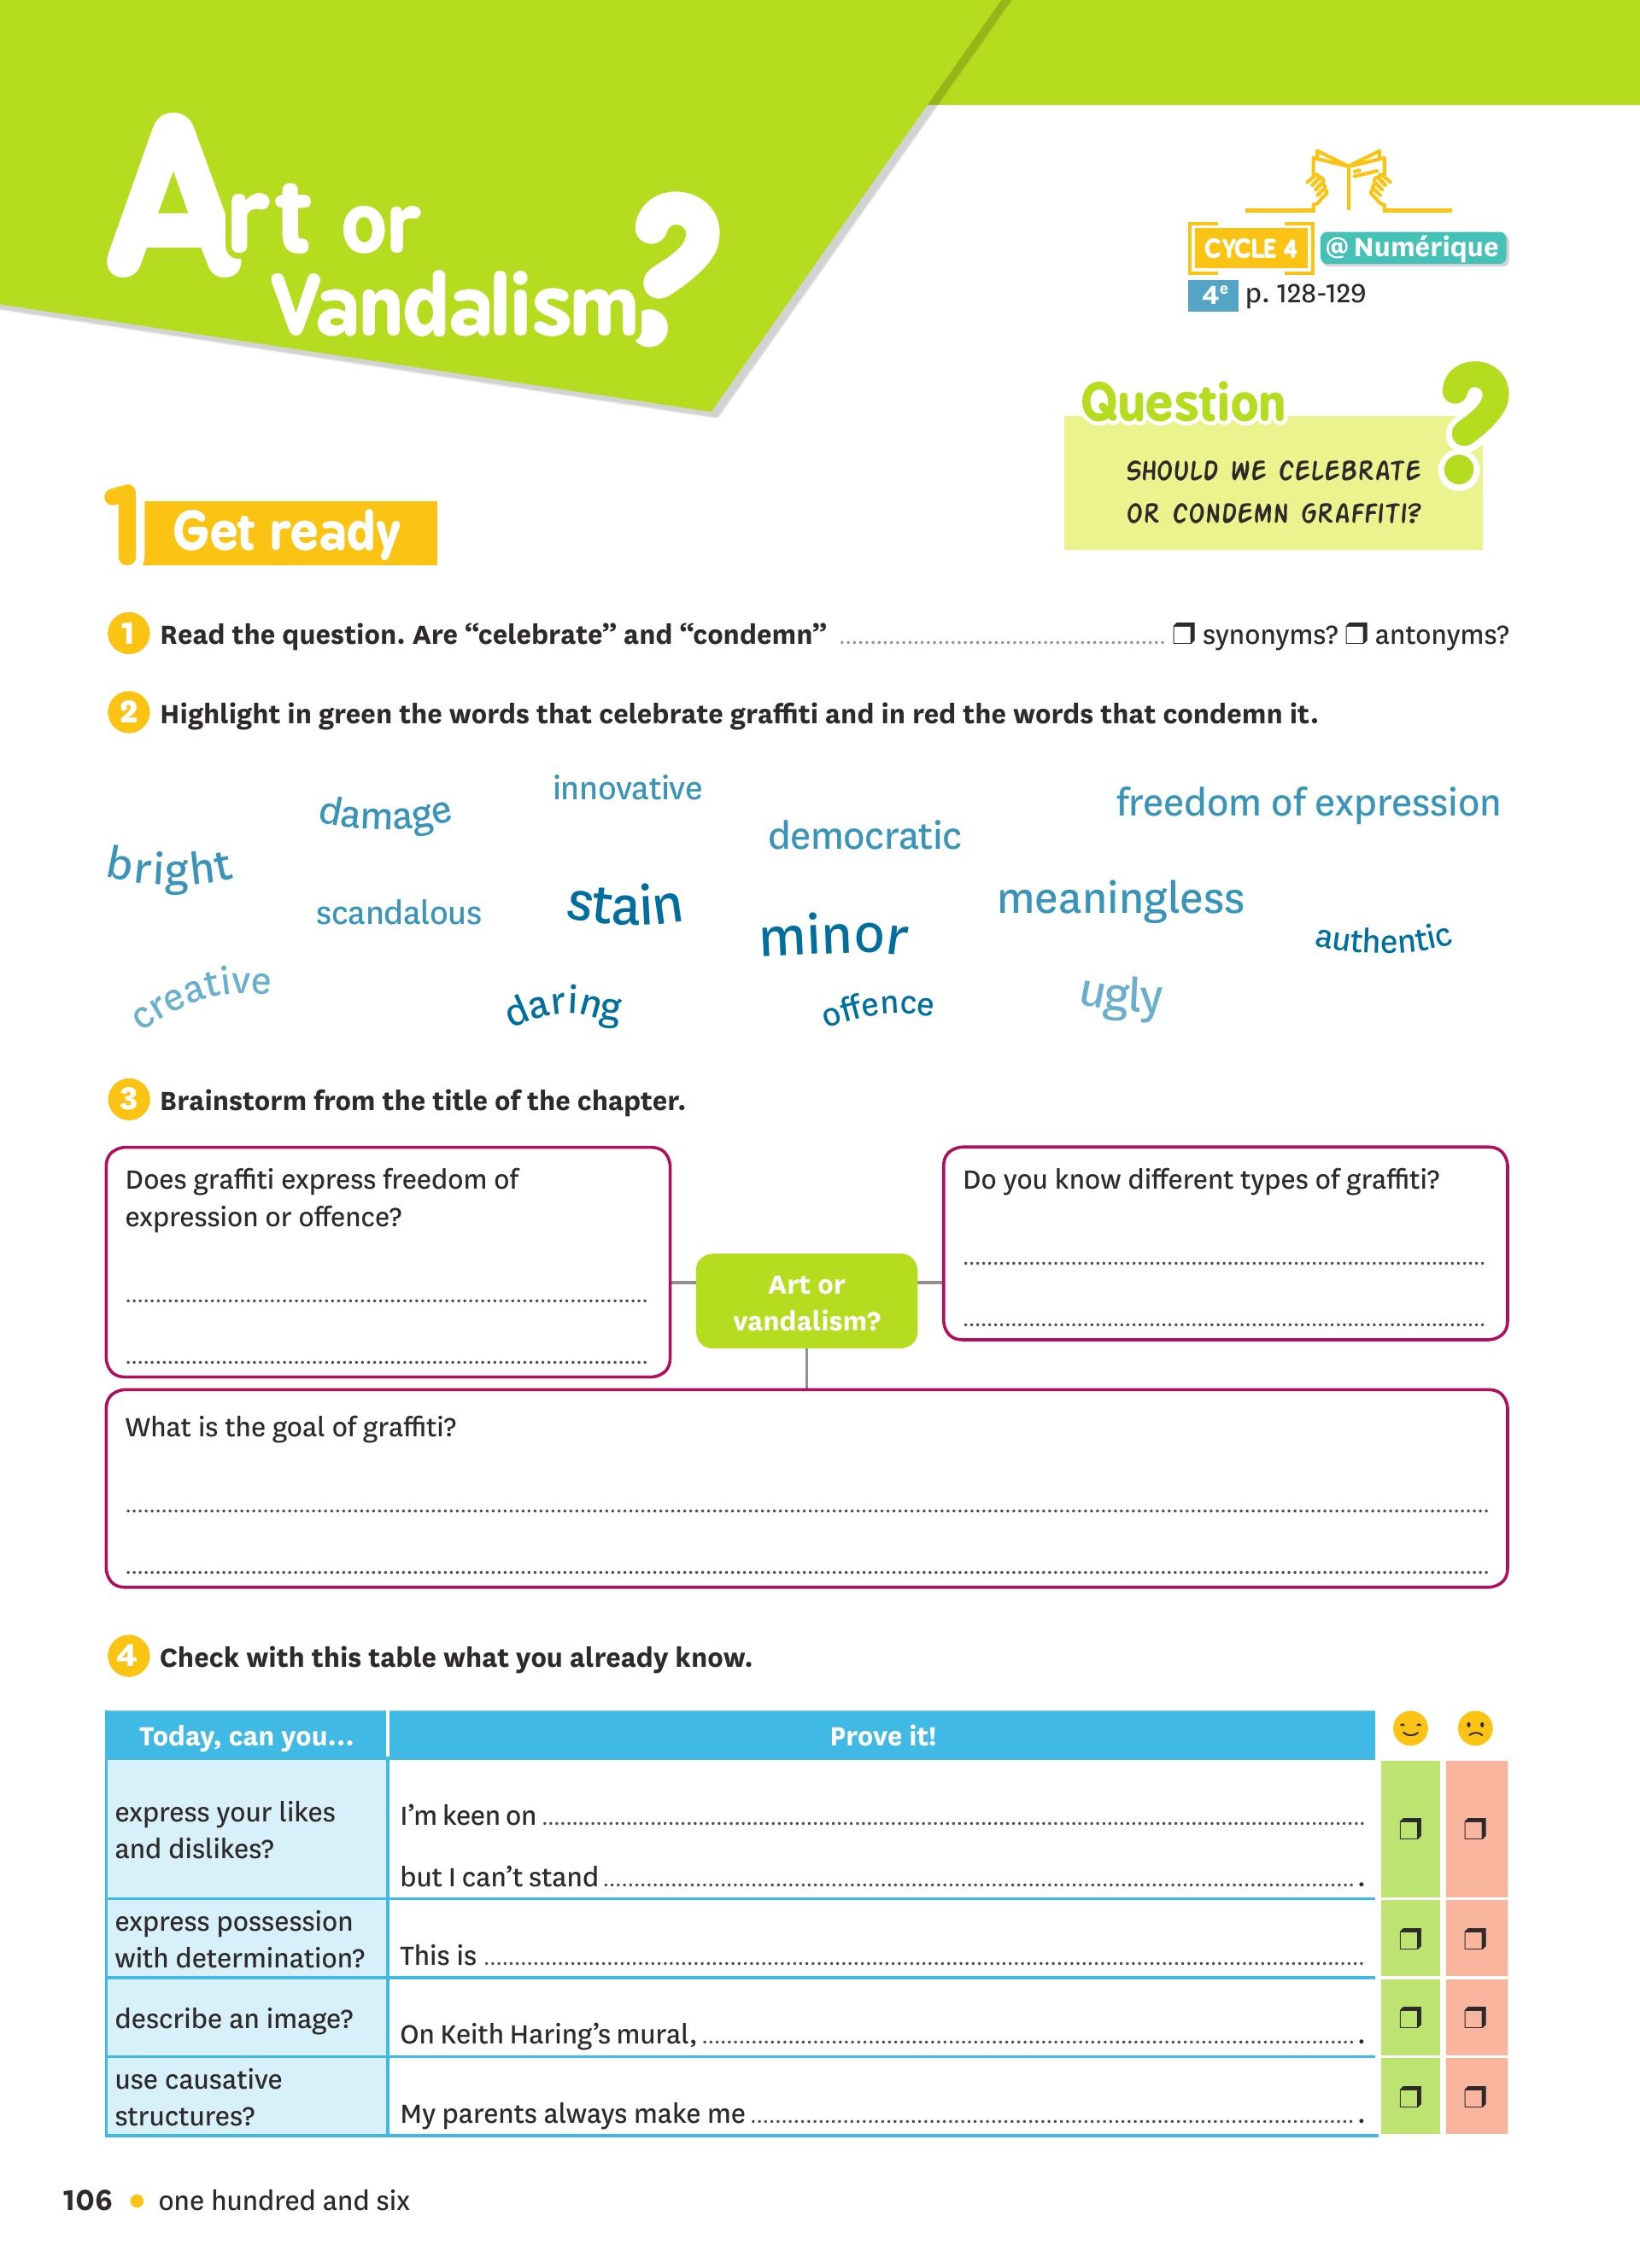 Art or
Vandalism?
CYCLE 4 @ Numérique
4e p. 128-129
Question ?
SHOULD WE CELEBRATE
OR CONDEMN GRAFFITI?
1 Get ready
1 Read the question. Are “celebrate” and “condemn” ........................................ ❒ synonyms? ❒ antonyms?
2 Highlight in green the words that celebrate graffiti and in red the words that condemn it.
innovative
damage
freedom of expression
democratic
bright
scandalous
stain
meaningless
minor
authentic
creative
daring
offence
ugly
3 Brainstorm from the title of the chapter.
Does graffiti express freedom of
expression or offence?
Do you know different types of graffiti?
Art or
vandalism?
What is the goal of graffiti?
4 Check with this table what you already know.
Today, can you... Prove it!
express your likes
and dislikes?
I’m keen on
but I can’t stand .
express possession
with determination?
This is
describe an image?
On Keith Haring’s mural, .
use causative
structures?
My parents always make me .
106 • one hundred and six